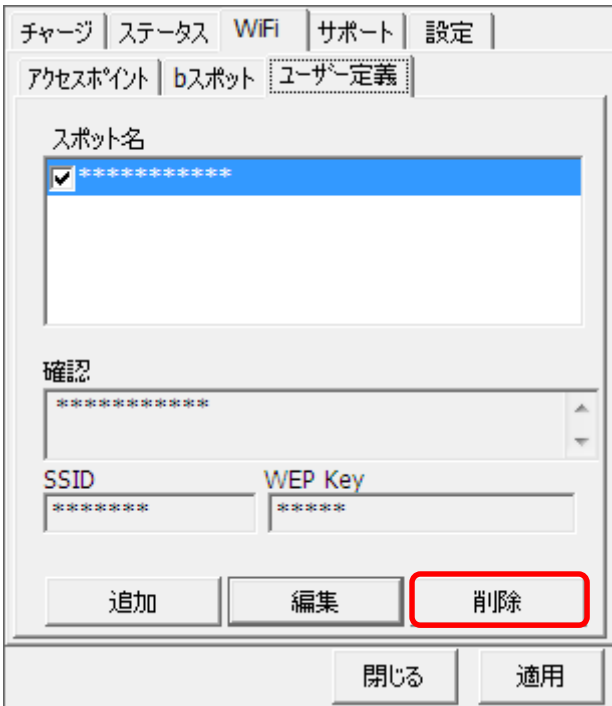 チャージ ステータス WiFi サポート 設定
アクセスポイント bスポット ユーザー定義
スポット名
***********
確認
***********
SSID WEP Key
******* *****
追加 編集 削除
閉じる 適用